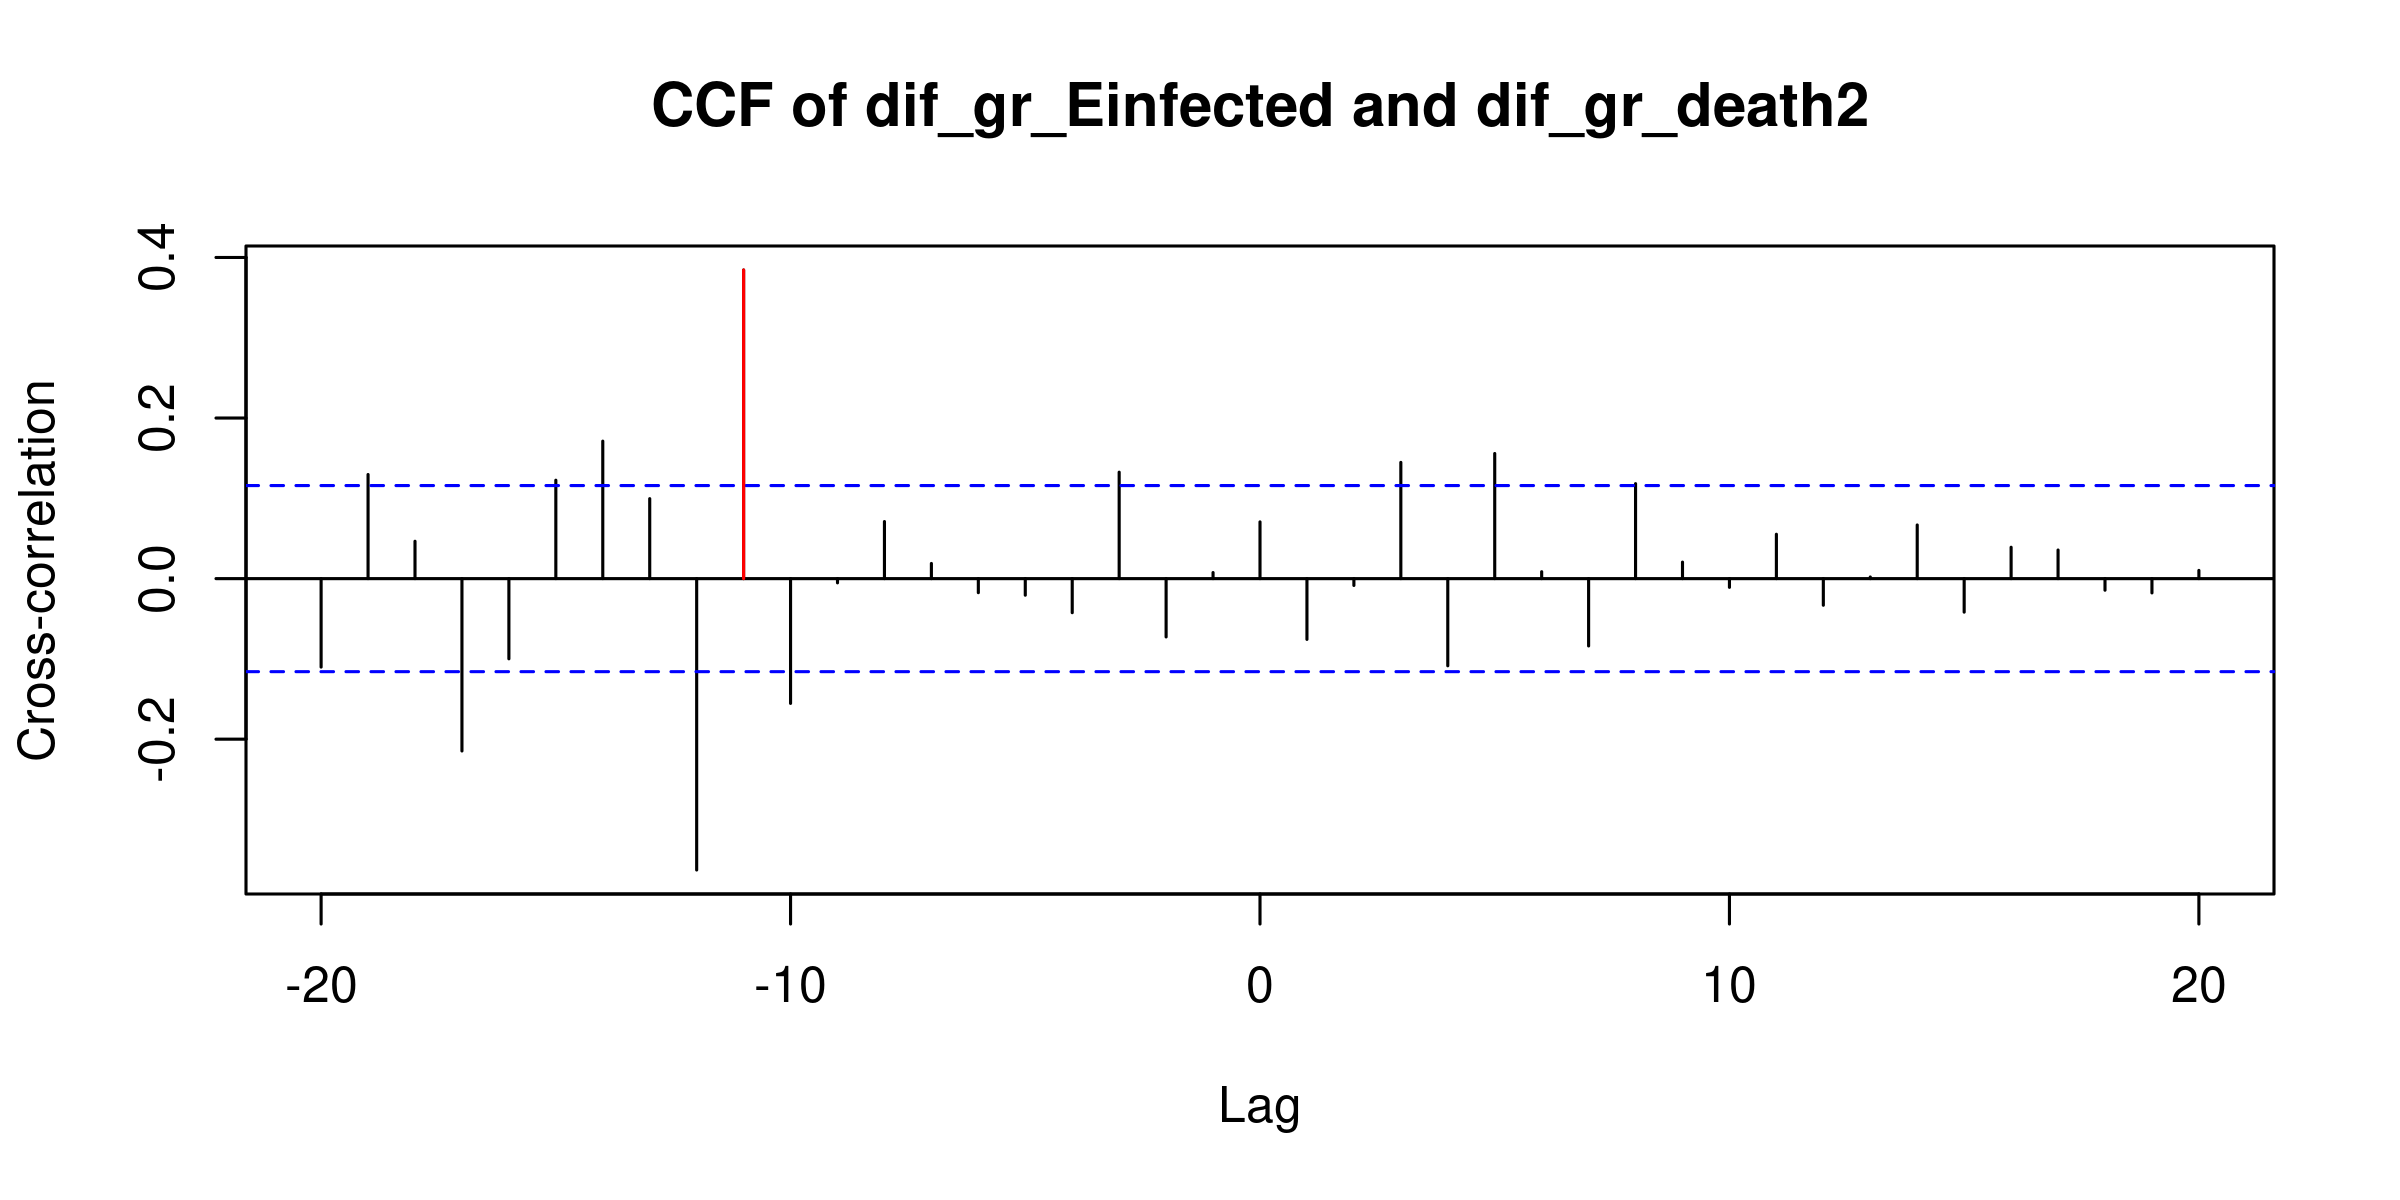 CCF of dif_gr_Einfected and dif_gr_death2
Cross-correlation
0.4
0.2
0.0
-0.2
-20 -10 0 10 20
Lag